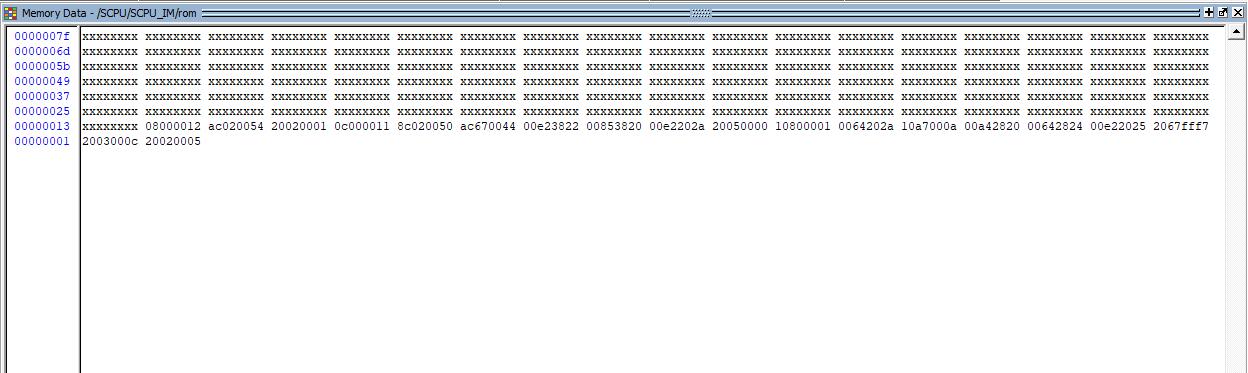 Memory Data - /SCPU/SCPU_IM/rom
0000007f xxxxxxxx xxxxxxxx xxxxxxxx xxxxxxxx xxxxxxxx xxxxxxxx xxxxxxxx xxxxxxxx xxxxxxxx xxxxxxxx xxxxxxxx xxxxxxxx xxxxxxxx xxxxxxxx xxxxxxxx xxxxxxxx xxxxxxxx xxxxxxxx
0000006d xxxxxxxx xxxxxxxx xxxxxxxx xxxxxxxx xxxxxxxx xxxxxxxx xxxxxxxx xxxxxxxx xxxxxxxx xxxxxxxx xxxxxxxx xxxxxxxx xxxxxxxx xxxxxxxx xxxxxxxx xxxxxxxx xxxxxxxx xxxxxxxx
0000005b xxxxxxxx xxxxxxxx xxxxxxxx xxxxxxxx xxxxxxxx xxxxxxxx xxxxxxxx xxxxxxxx xxxxxxxx xxxxxxxx xxxxxxxx xxxxxxxx xxxxxxxx xxxxxxxx xxxxxxxx xxxxxxxx xxxxxxxx xxxxxxxx
00000049 xxxxxxxx xxxxxxxx xxxxxxxx xxxxxxxx xxxxxxxx xxxxxxxx xxxxxxxx xxxxxxxx xxxxxxxx xxxxxxxx xxxxxxxx xxxxxxxx xxxxxxxx xxxxxxxx xxxxxxxx xxxxxxxx xxxxxxxx xxxxxxxx
00000037 xxxxxxxx xxxxxxxx xxxxxxxx xxxxxxxx xxxxxxxx xxxxxxxx xxxxxxxx xxxxxxxx xxxxxxxx xxxxxxxx xxxxxxxx xxxxxxxx xxxxxxxx xxxxxxxx xxxxxxxx xxxxxxxx xxxxxxxx xxxxxxxx
00000025 xxxxxxxx xxxxxxxx xxxxxxxx xxxxxxxx xxxxxxxx xxxxxxxx xxxxxxxx xxxxxxxx xxxxxxxx xxxxxxxx xxxxxxxx xxxxxxxx xxxxxxxx xxxxxxxx xxxxxxxx xxxxxxxx xxxxxxxx xxxxxxxx
00000013 xxxxxxxx 08000012 ac020054 20020001 0c000011 8c020050 ac670044 00e23822 00853820 00e2202a 20050000 10800001 0064202a 10a7000a 00a42820 00642824 00e22025 2067fff7
00000001 2003000c 20020005